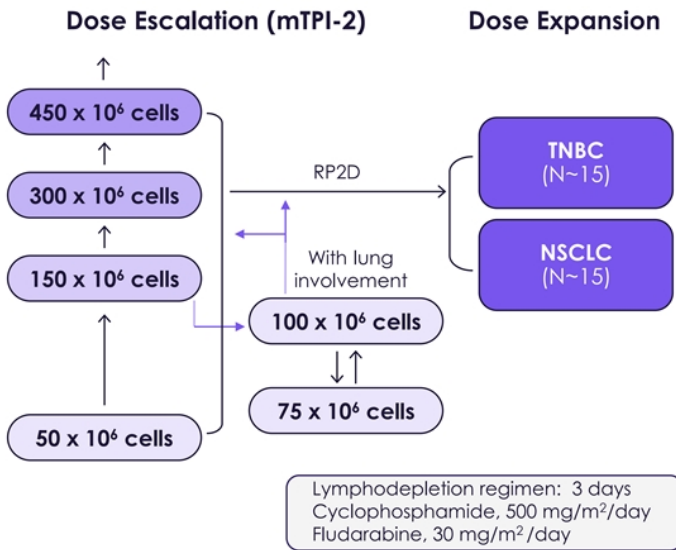 Dose Escalation (mTPI-2)
Dose Expansion
450 x 10⁶ cells
300 x 10⁶ cells
150 x 10⁶ cells
50 x 10⁶ cells
RP2D
With lung
involvement
100 x 10⁶ cells
75 x 10⁶ cells
TNBC
(N~15)
NSCLC
(N~15)
Lymphodepletion regimen: 3 days
Cyclophosphamide, 500 mg/m²/day
Fludarabine, 30 mg/m²/day